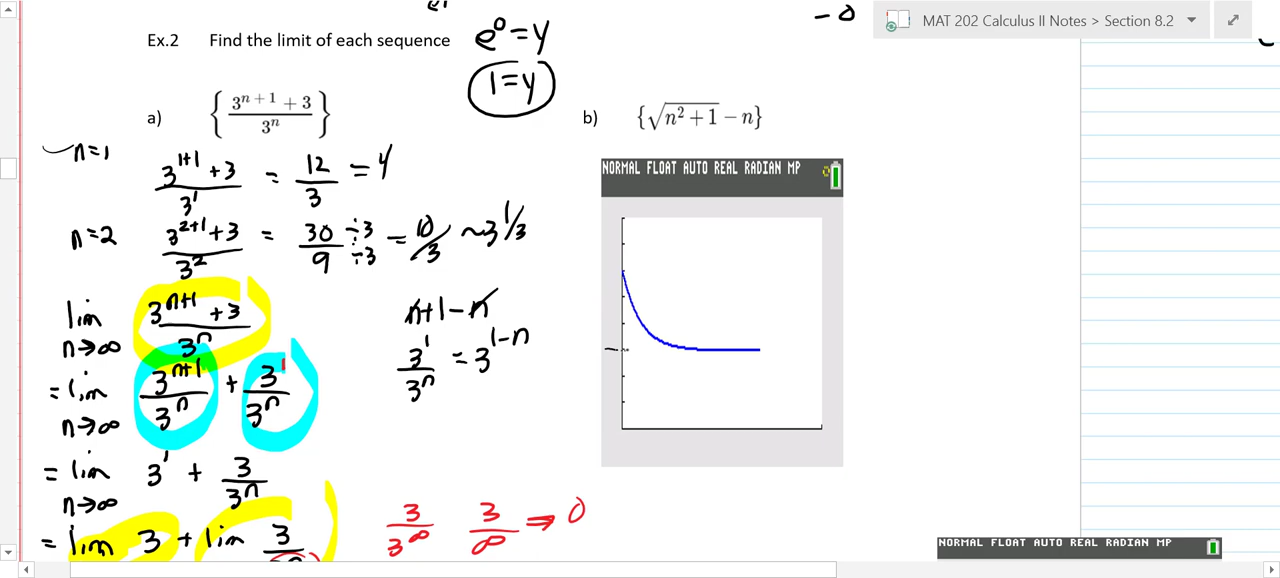 MAT 202 Calculus II Notes > Section 8.2
- 0
Ex.2 Find the limit of each sequence
e^0 = y
1 = y
a) { (3^(n+1) + 3) / 3^n }
b) {√(n² + 1) − n}
n=1 (3^(1+1) + 3) / 3^1 = 12/3 = 4
n=2 (3^(2+1) + 3) / 3^2 = 30/9 ÷3 ÷3 = 10/3 ~ 3 1/3
lim n→∞ (3^(n+1) + 3) / 3^n
n+1-n
= lim n→∞ 3^(n+1) / 3^n + 3^1 / 3^n
3^1 / 3^n = 3^(1-n)
= lim n→∞ 3^1 + 3 / 3^n
= lim 3 + lim 3
3 / 3^∞ 3 / ∞ ⇒ 0
NORMAL FLOAT AUTO REAL RADIAN MP
NORMAL FLOAT AUTO REAL RADIAN MP